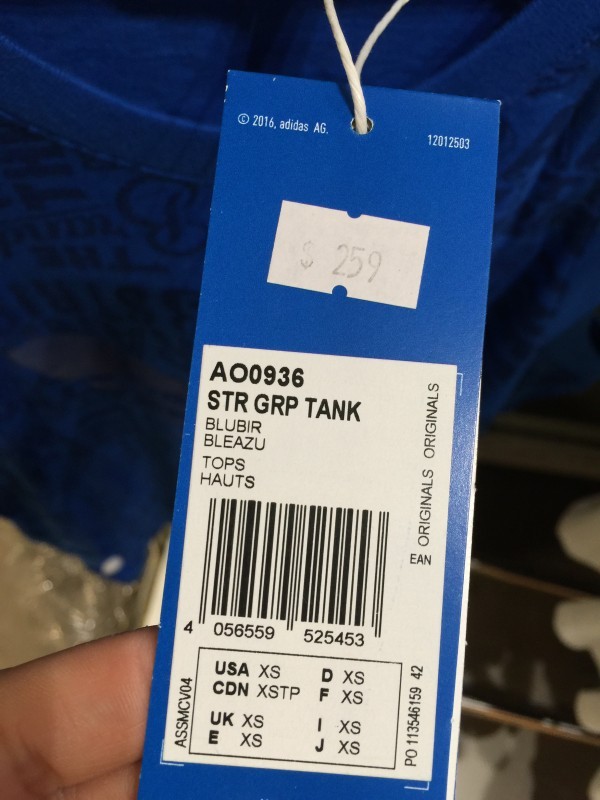 © 2016, adidas AG.
12012503
$ 259
AO0936
STR GRP TANK
BLUBIR
BLEAZU
TOPS
HAUTS
ORIGINALS ORIGINALS
EAN
4 056559 525453
ASSMCV04
USA XS D XS
CDN XSTP F XS
UK XS I XS
E XS J XS
PO 113546159 42